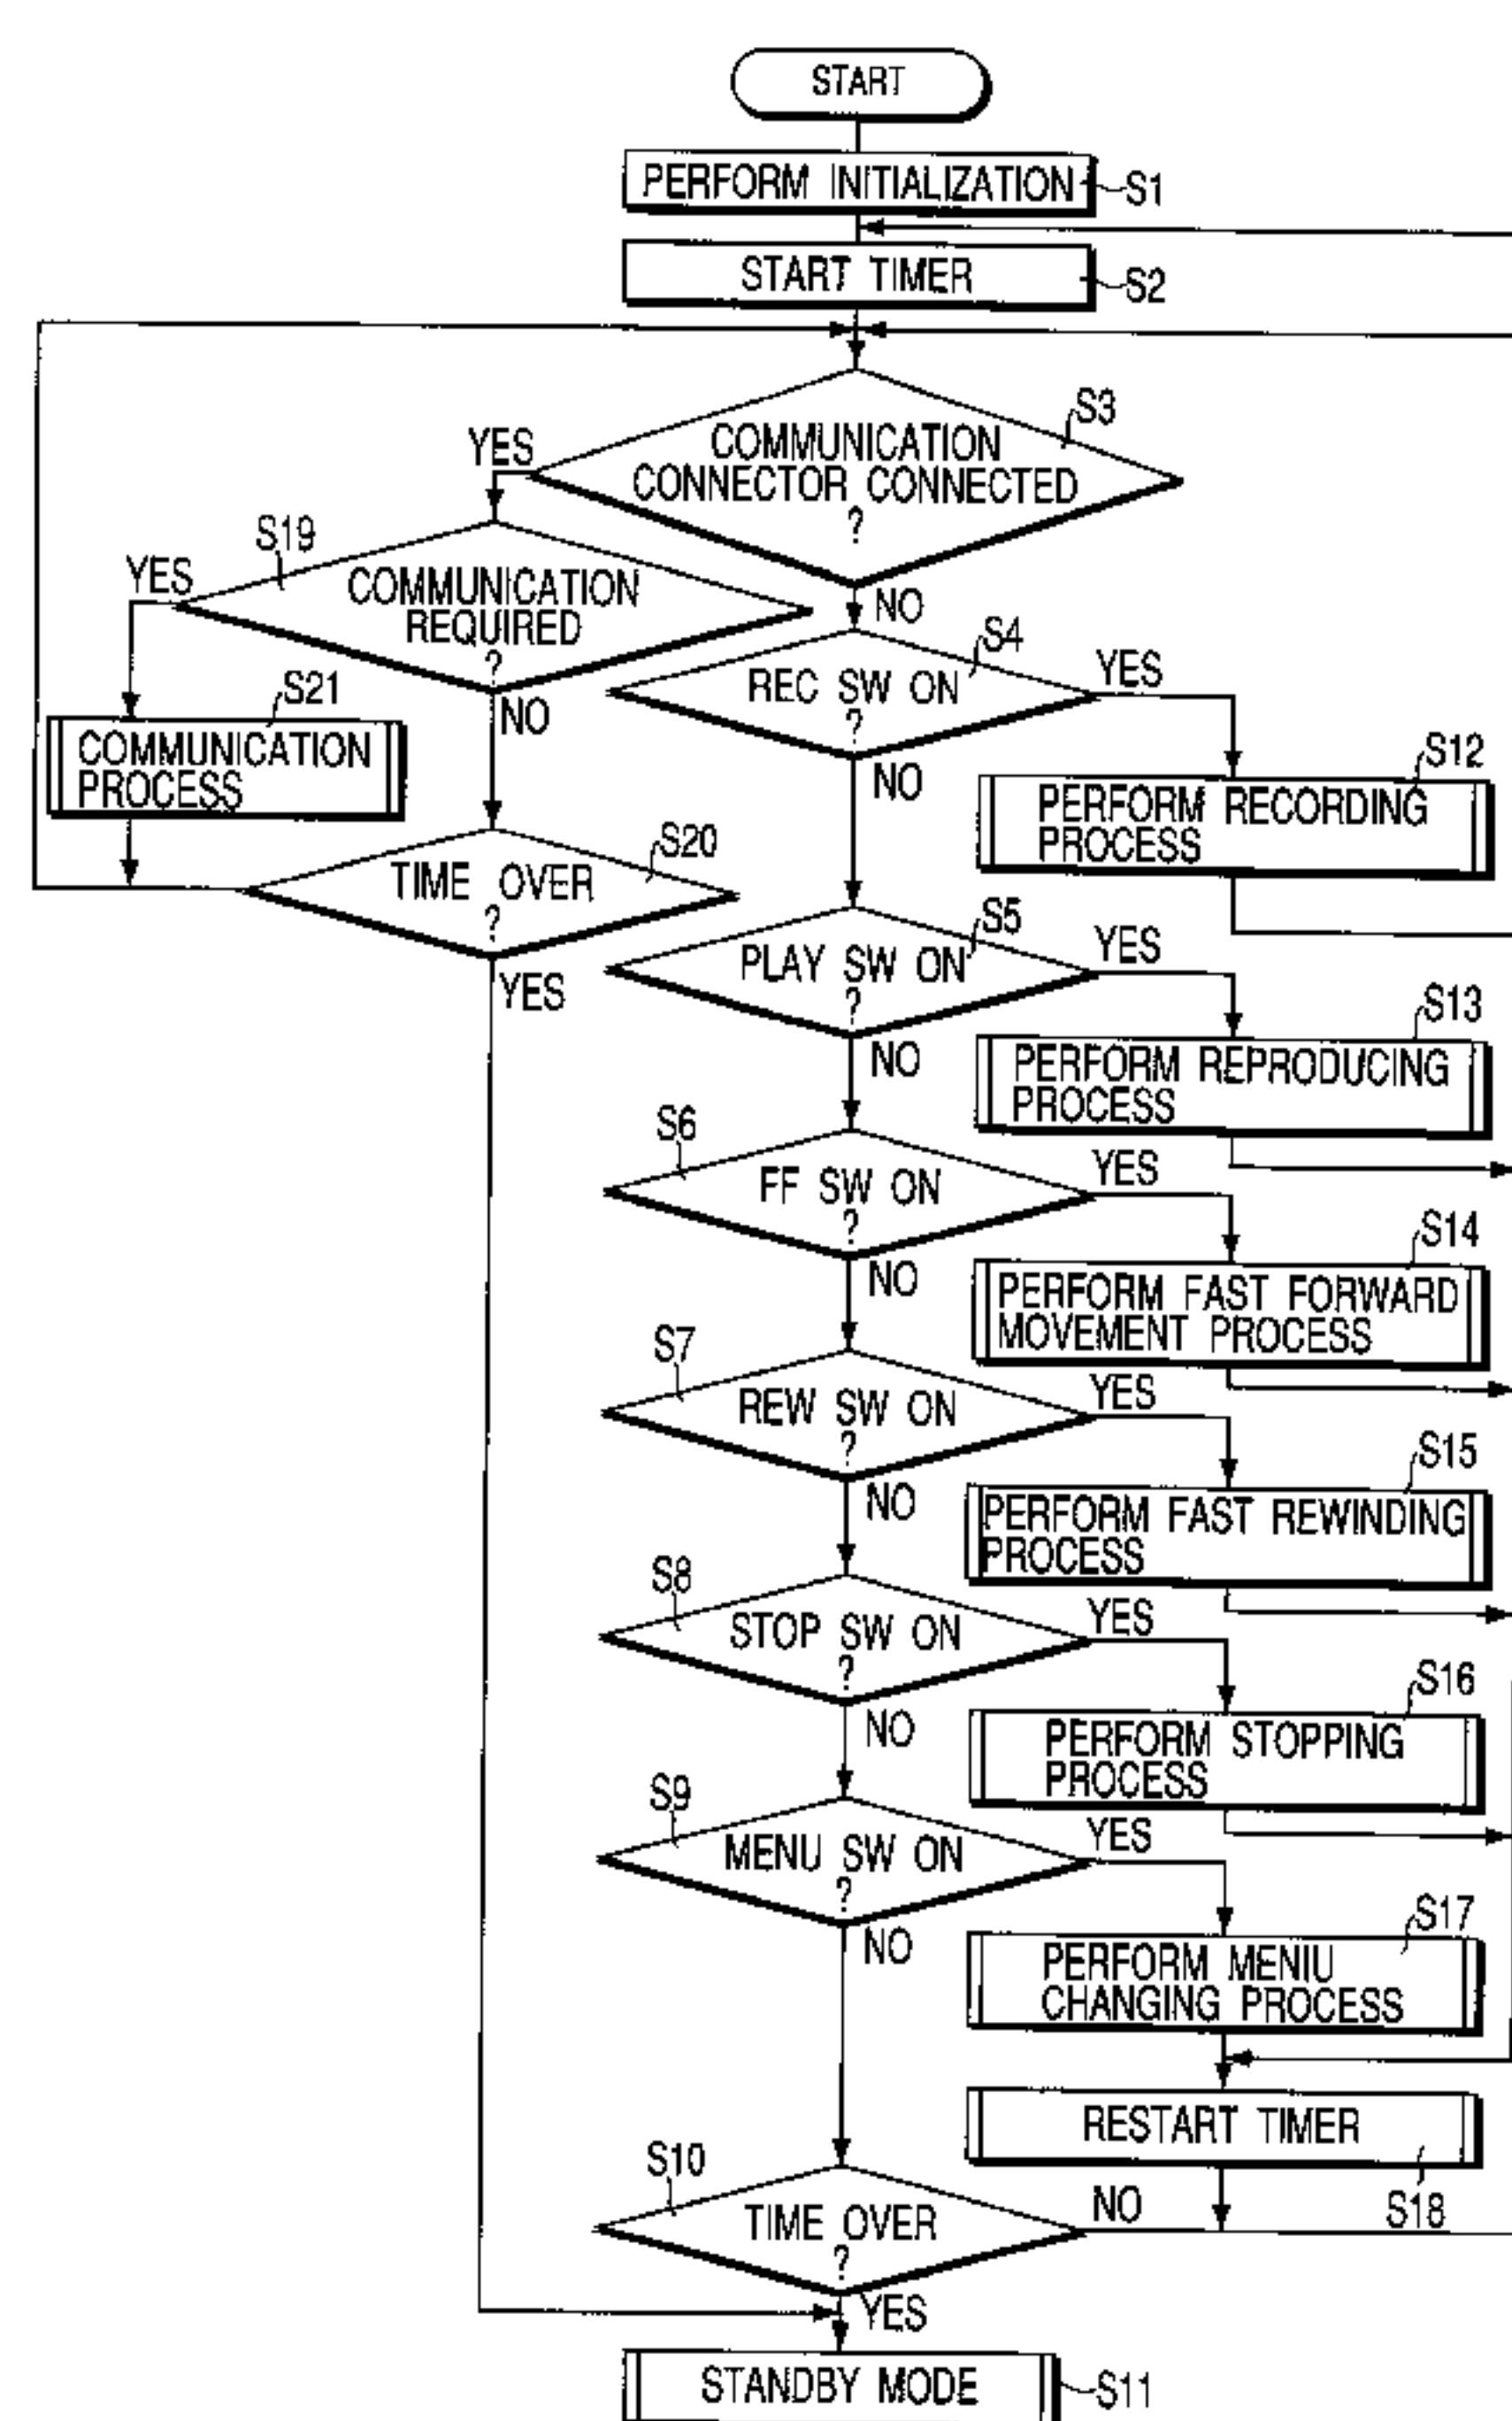 START
PERFORM INITIALIZATION
S1
START TIMER
S2
S3
YES
COMMUNICATION
CONNECTOR CONNECTED
?
NO
S19
YES
COMMUNICATION
REQUIRED
?
NO
S21
COMMUNICATION
PROCESS
S20
TIME OVER
?
YES
S4
REC SW ON
?
YES
NO
S12
PERFORM RECORDING
PROCESS
S5
PLAY SW ON
?
YES
NO
S13
PERFORM REPRODUCING
PROCESS
S6
FF SW ON
?
YES
NO
S14
PERFORM FAST FORWARD
MOVEMENT PROCESS
S7
REW SW ON
?
YES
NO
S15
PERFORM FAST REWINDING
PROCESS
S8
STOP SW ON
?
YES
NO
S16
PERFORM STOPPING
PROCESS
S9
MENU SW ON
?
YES
NO
S17
PERFORM MENIU
CHANGING PROCESS
RESTART TIMER
S18
S10
TIME OVER
?
NO
YES
STANDBY MODE
S11